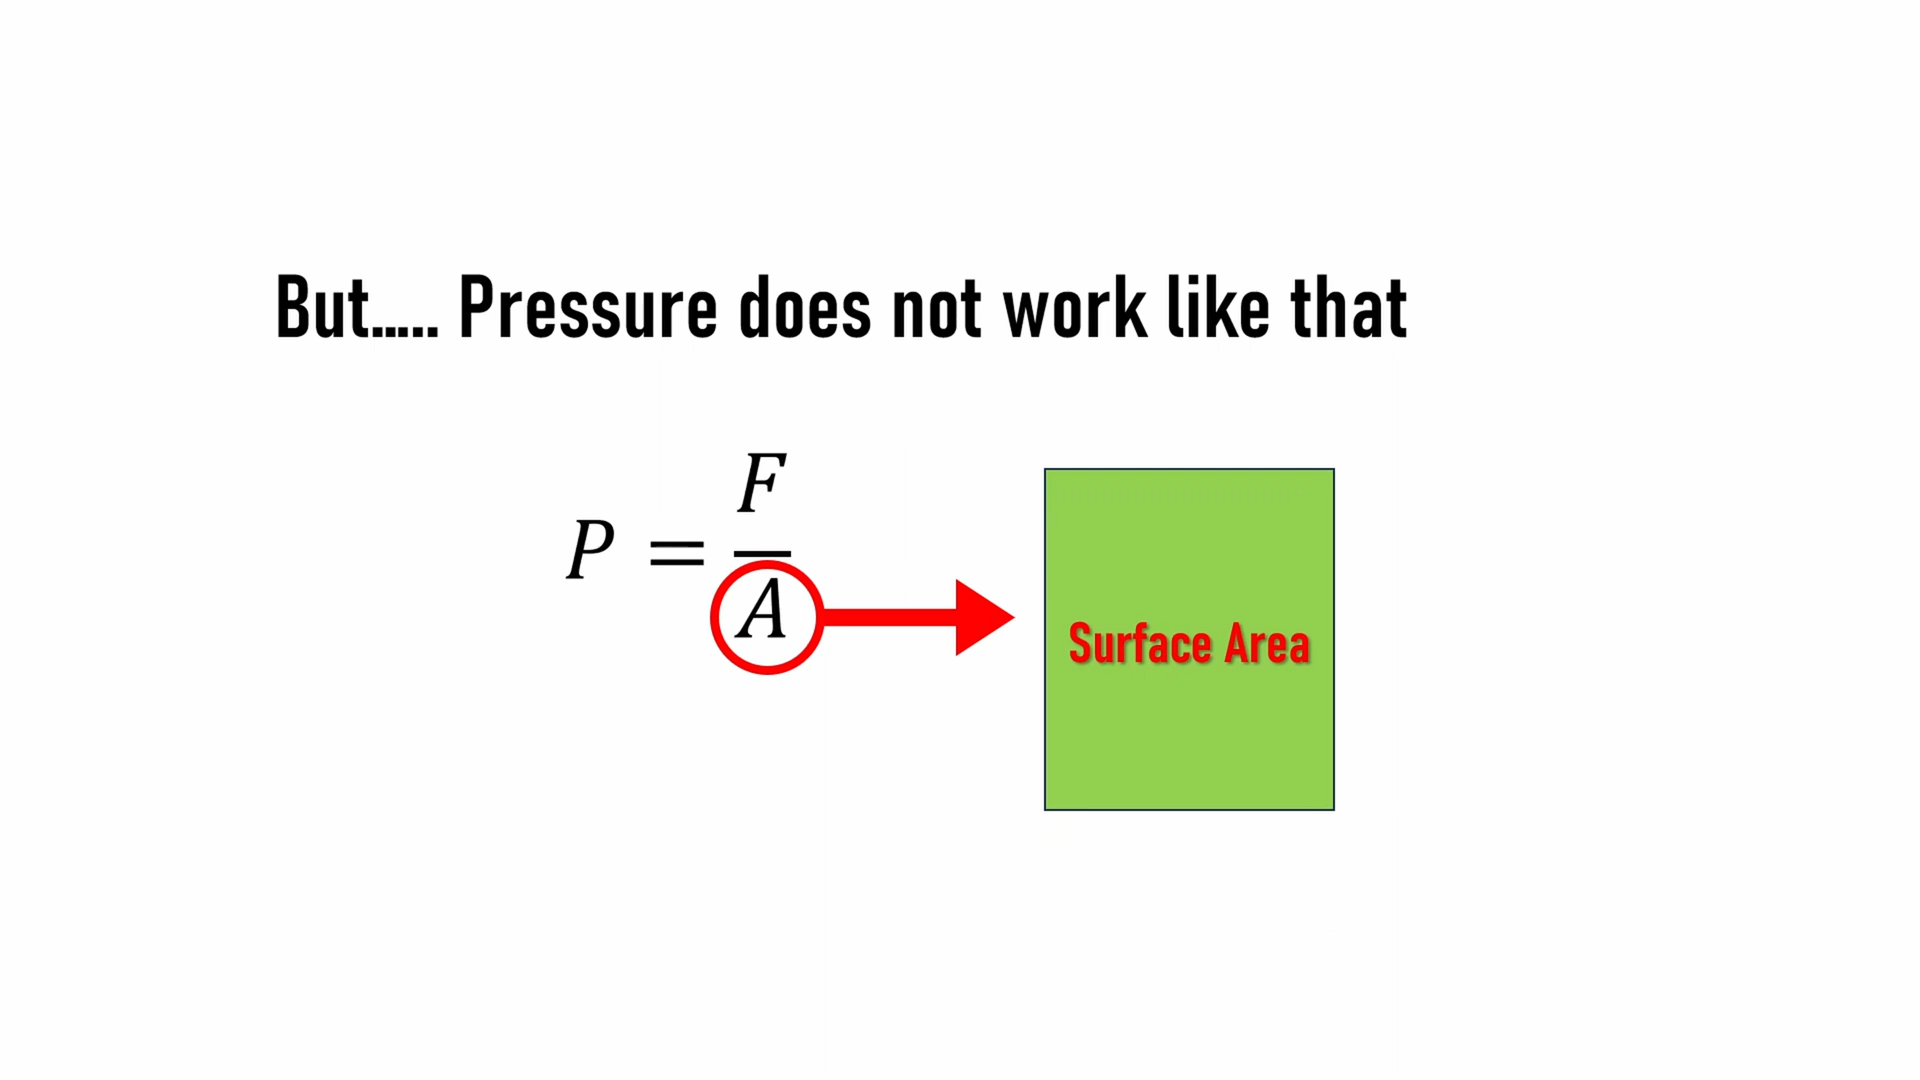 But..... Pressure does not work like that
P = F/A
Surface Area